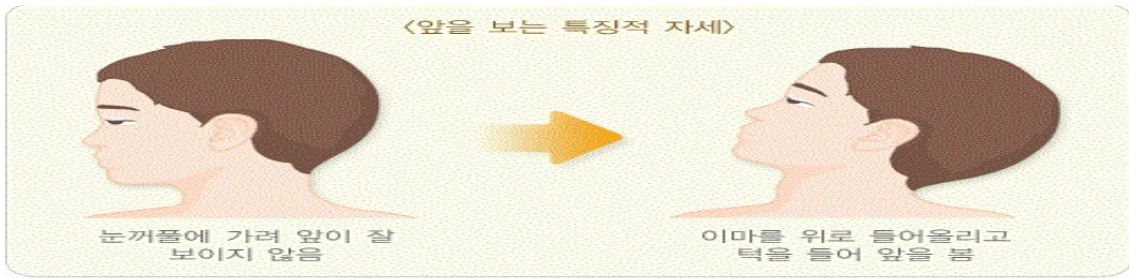 <앞을 보는 특징적 자세>
눈꺼풀에 가려 앞이 잘
보이지 않음
이마를 위로 들어올리고
턱을 들어 앞을 봄